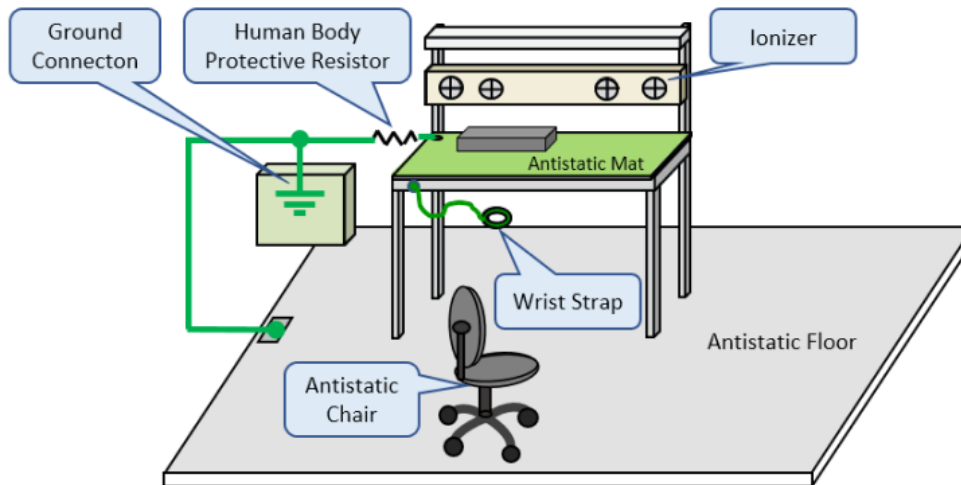 Ground
Connecton
Human Body
Protective Resistor
Ionizer
Antistatic Mat
Wrist Strap
Antistatic Floor
Antistatic
Chair